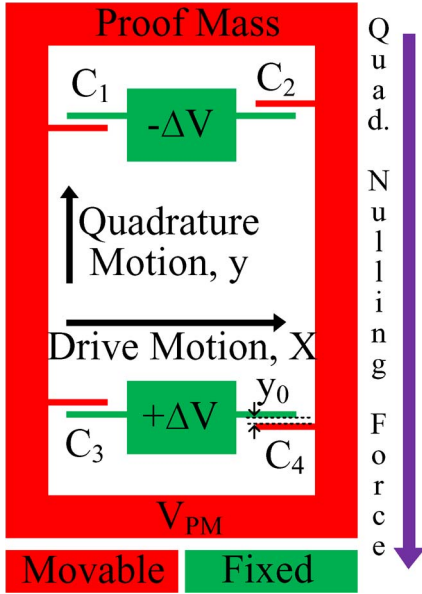 Proof Mass
C1
C2
-ΔV
Quadrature
Motion, y
Drive Motion, X
y0
+ΔV
C3
C4
VPM
Movable
Fixed
Quad. Nulling Force